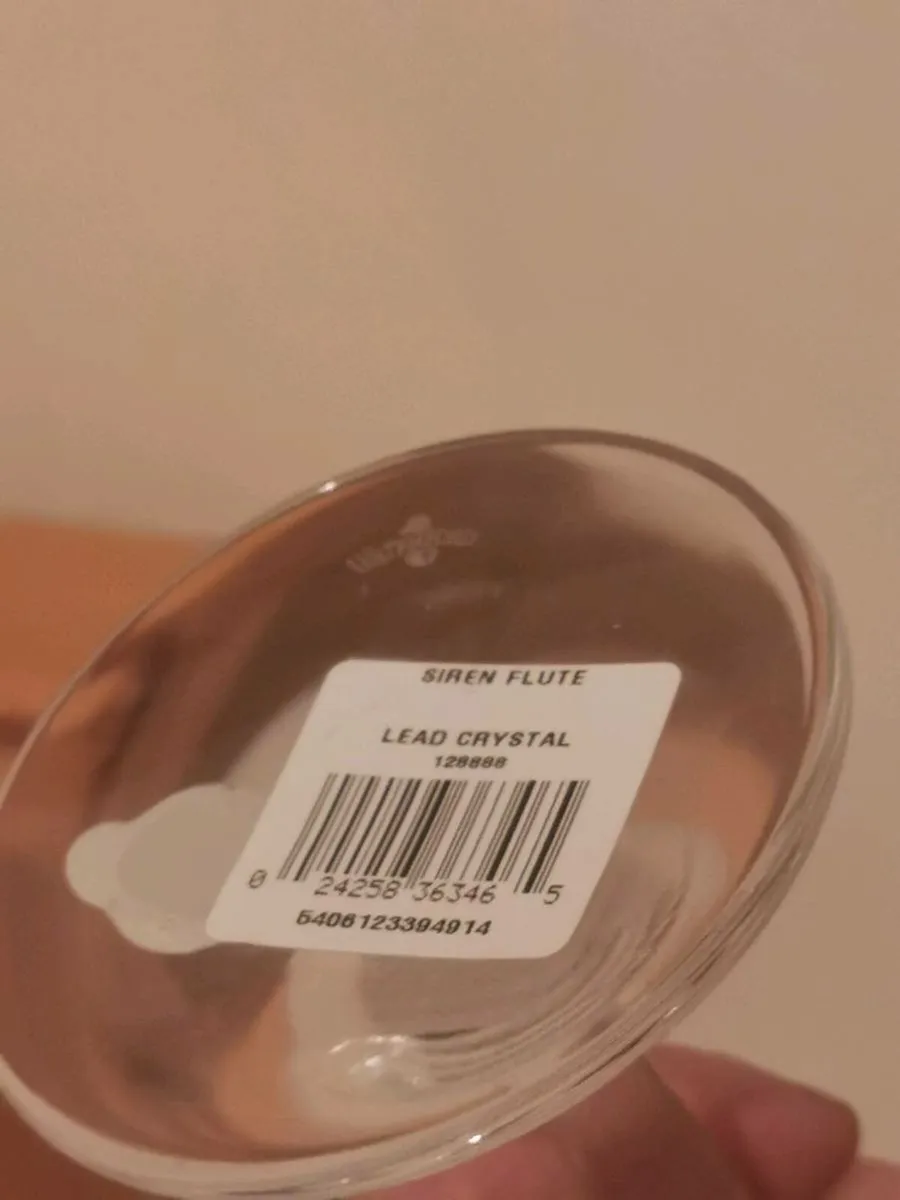 SIREN FLUTE
LEAD CRYSTAL
128888
0 24258 36346 5
5406123394914